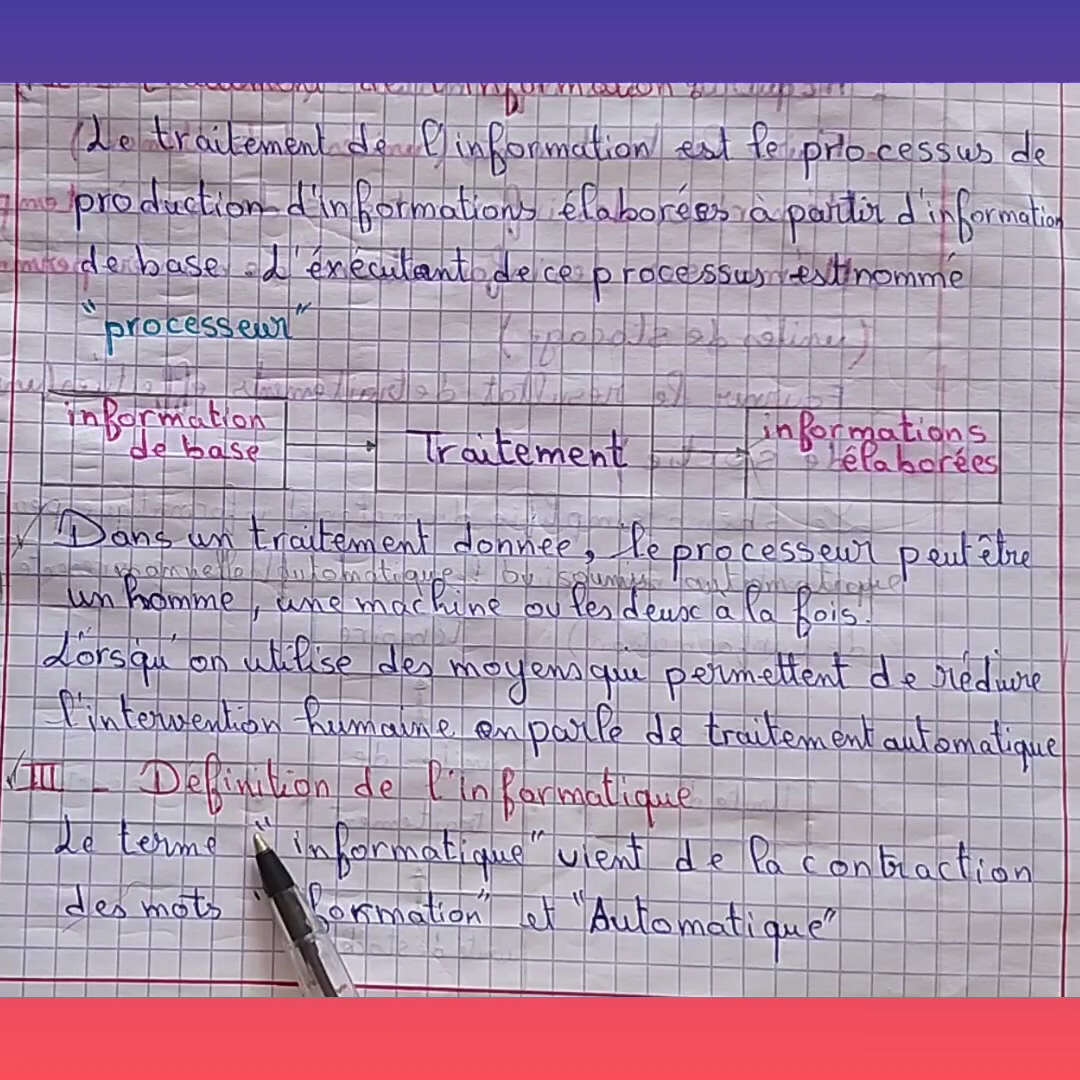 Le traitement de l'information est le processus de
production d'informations élaborées à partir d'information
de base. L'éxécutant de ce processus est nommé
"processeur"
information
de base
Traitement
informations
élaborées
Dans un traitement donnée, le processeur peut être
un homme, une machine ou les deux a la fois.
Lorsqu'on utilise des moyens qui permettent de réduire
l'intervention humaine on parle de traitement automatique
III - Définition de l'informatique
Le terme "informatique" vient de la contraction
des mots formation" et "Automatique"